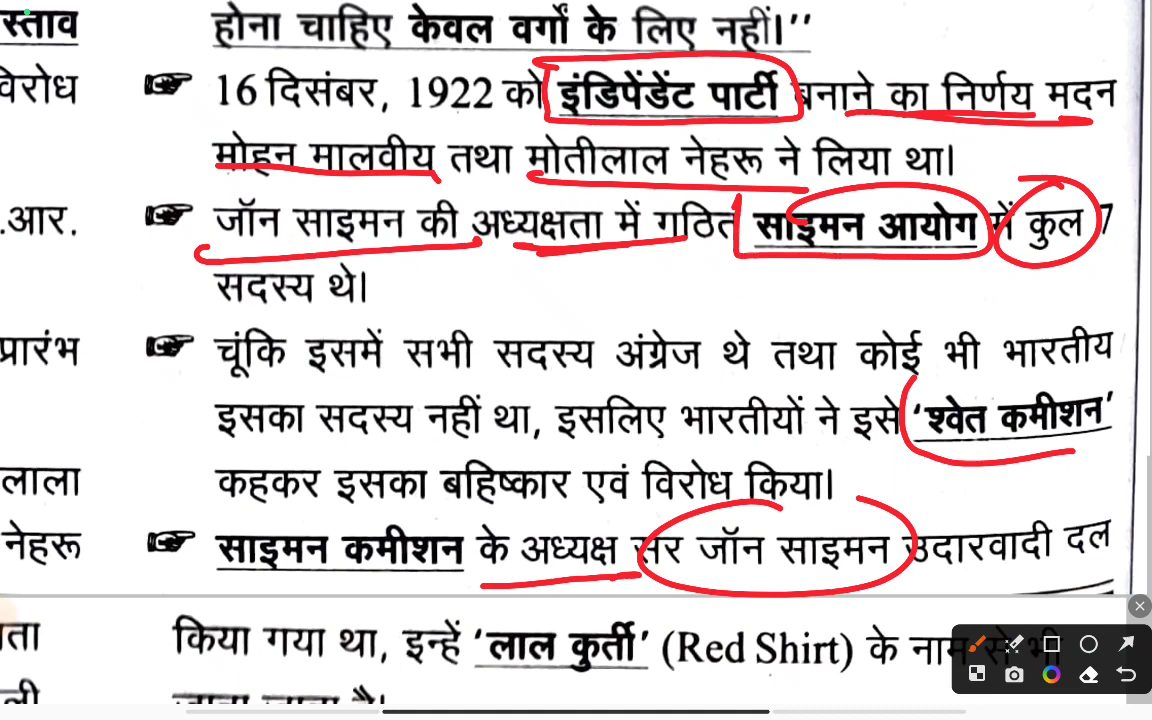 स्ताव
होना चाहिए केवल वर्गों के लिए नहीं।''
विरोध
16 दिसंबर, 1922 को इंडिपेंडेंट पार्टी बनाने का निर्णय मदन
मोहन मालवीय तथा मोतीलाल नेहरू ने लिया था।
.आर.
जॉन साइमन की अध्यक्षता में गठित साइमन आयोग में कुल 7
सदस्य थे।
प्रारंभ
चूंकि इसमें सभी सदस्य अंग्रेज थे तथा कोई भी भारतीय
इसका सदस्य नहीं था, इसलिए भारतीयों ने इसे 'श्वेत कमीशन'
लाला
कहकर इसका बहिष्कार एवं विरोध किया।
नेहरू
साइमन कमीशन के अध्यक्ष सर जॉन साइमन उदारवादी दल
किया गया था, इन्हें 'लाल कुर्ती' (Red Shirt) के नाम से भी